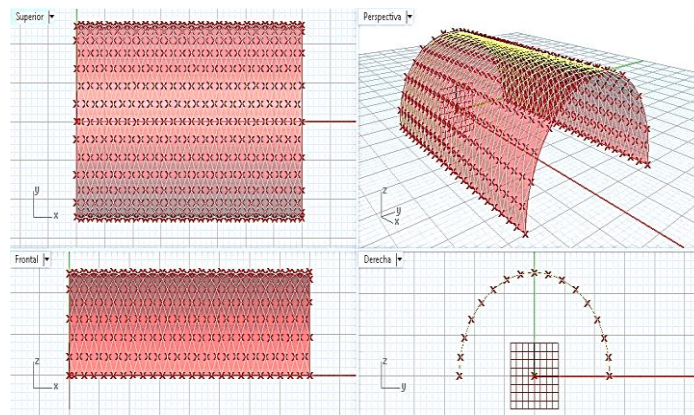 Superior
Perspectiva
y
x
z
y
x
Frontal
Derecha
z
x
z
y